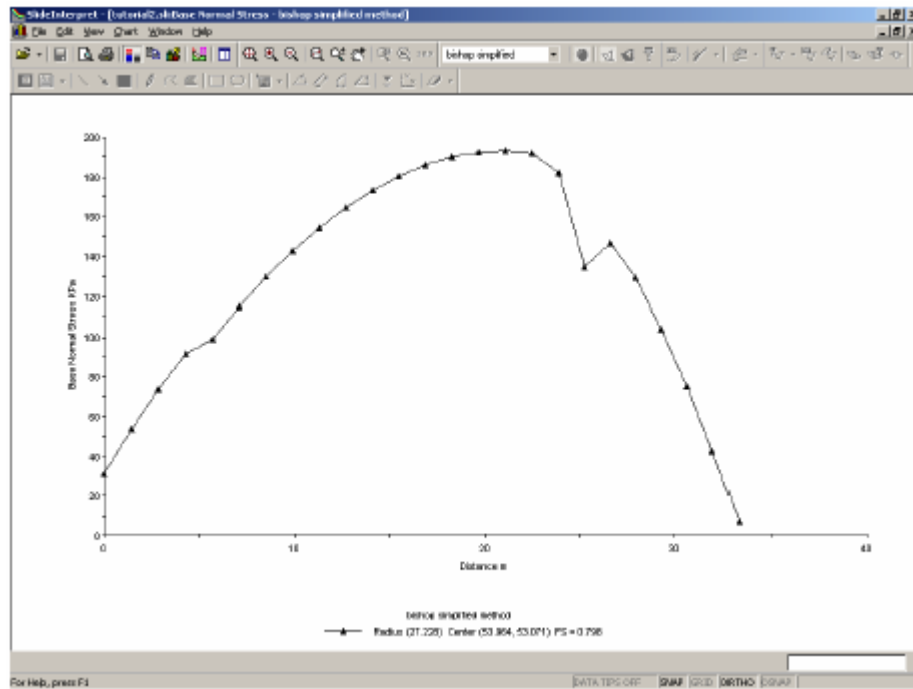 SlideInterpret - [tutorial2.sli:Base Normal Stress - bishop simplified method]
File Edit View Chart Window Help
bishop simplified
200
180
160
140
120
100
80
60
40
20
0
Base Normal Stress KPa
0 10 20 30 40
Distance m
bishop simplified method
Radius (27.228) Center (53.984, 53.071) FS = 0.798
For Help, press F1
DATA TIPS OFF SNAP GRID ORTHO OSNAP